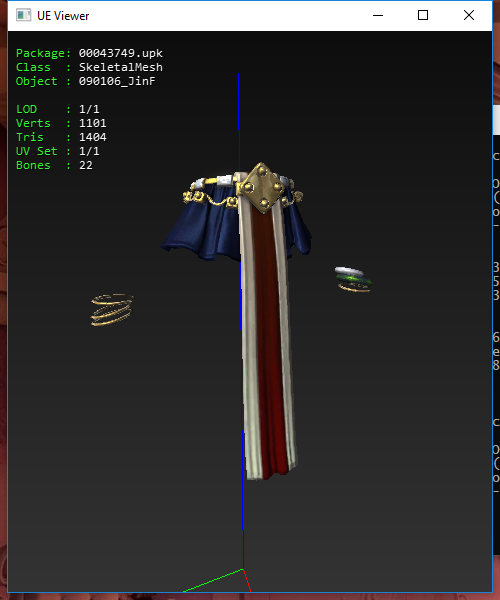 UE Viewer
Package: 00043749.upk
Class : SkeletalMesh
Object : 090106_JinF
LOD : 1/1
Verts : 1101
Tris : 1404
UV Set : 1/1
Bones : 22